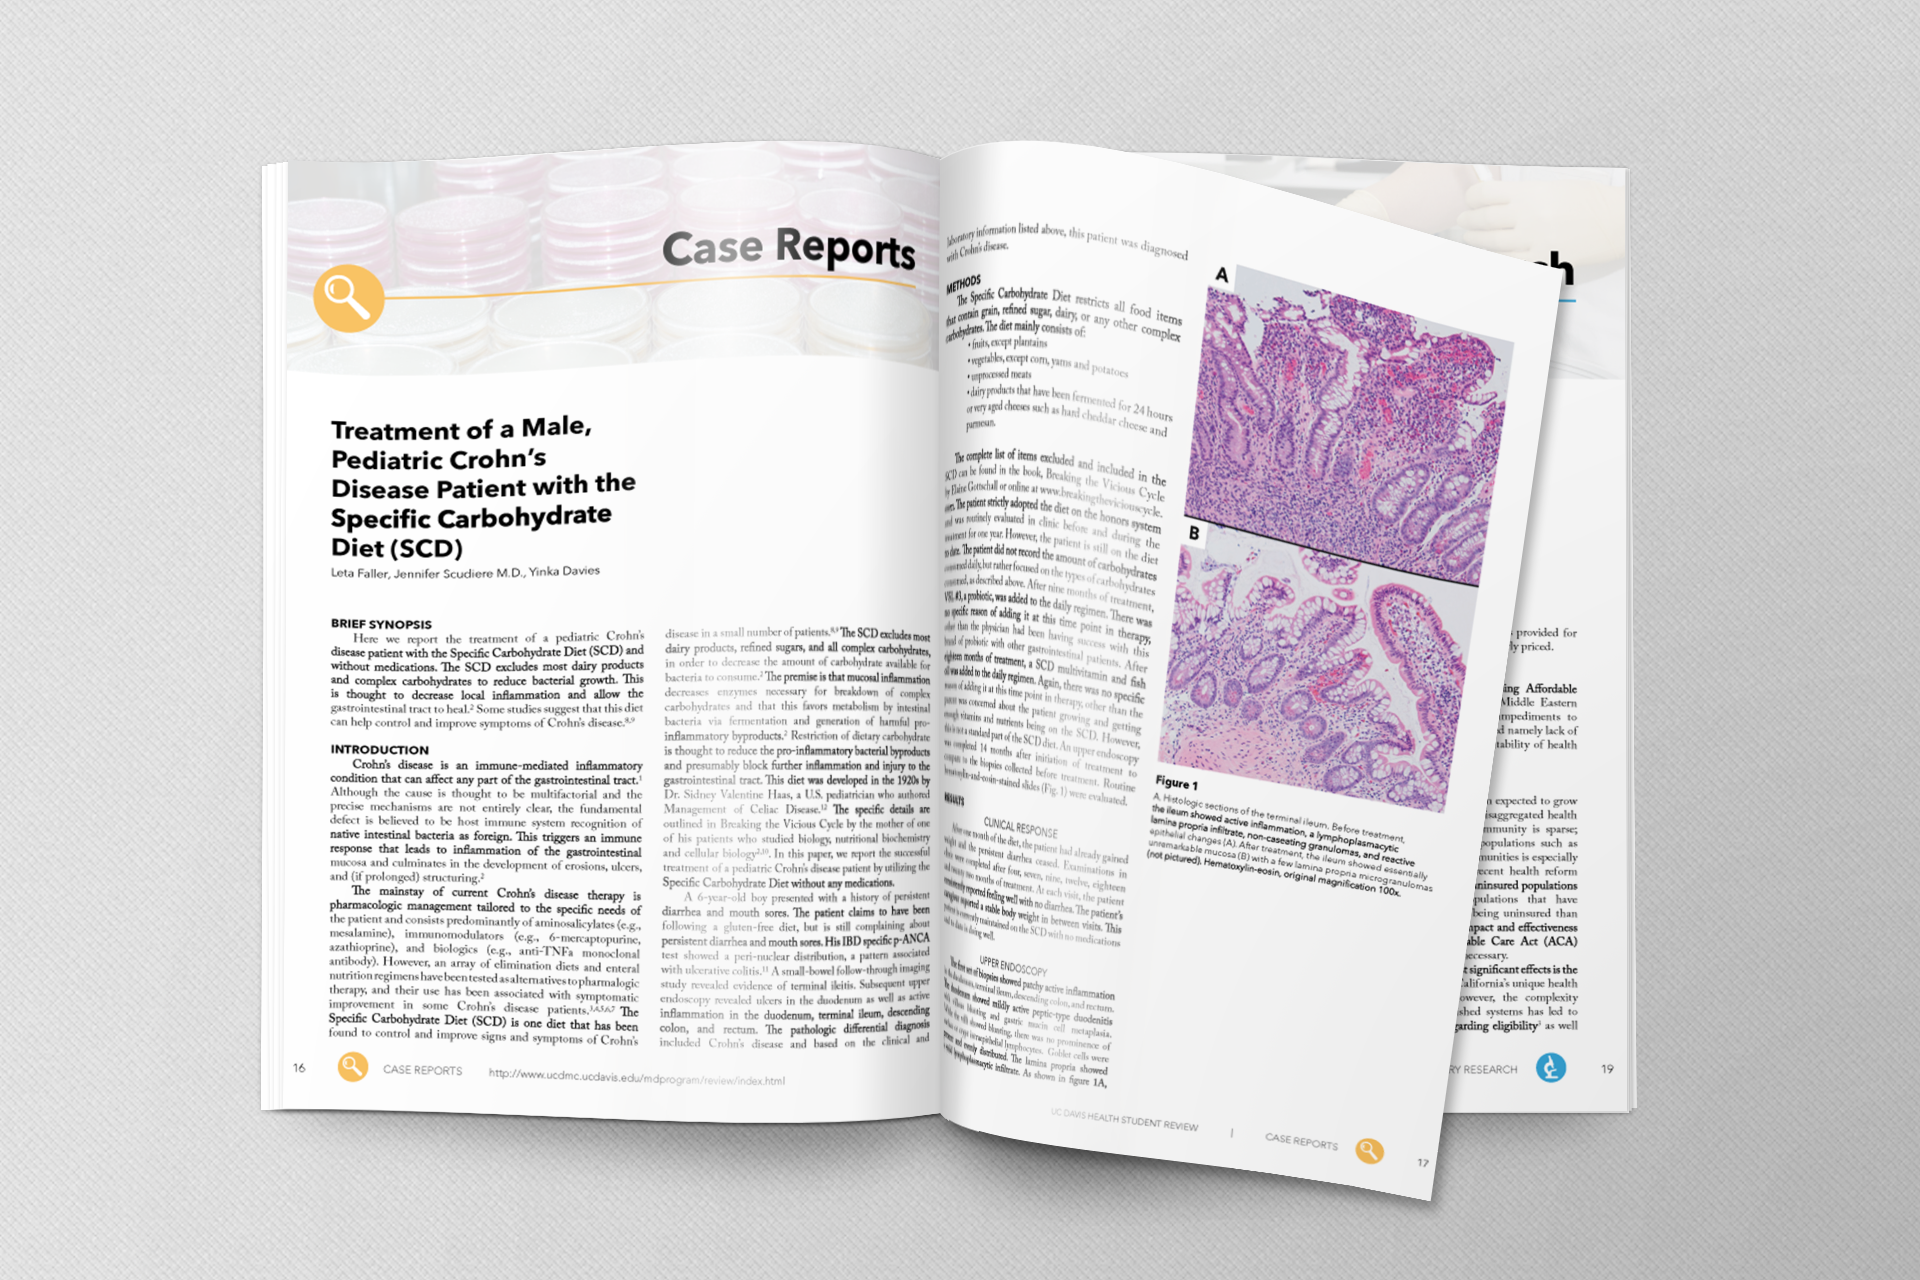 Case Reports
Treatment of a Male,
Pediatric Crohn's
Disease Patient with the
Specific Carbohydrate
Diet (SCD)
Leta Faller, Jennifer Scudiere M.D., Yinka Davies
BRIEF SYNOPSIS
Here we report the treatment of a pediatric Crohn's
disease patient with the Specific Carbohydrate Diet (SCD) and
without medications. The SCD excludes most dairy products
and complex carbohydrates to reduce bacterial growth. This
is thought to decrease local inflammation and allow the
gastrointestinal tract to heal.² Some studies suggest that this diet
can help control and improve symptoms of Crohn's disease.⁸,⁹
INTRODUCTION
Crohn's disease is an immune-mediated inflammatory
condition that can affect any part of the gastrointestinal tract.¹
Although the cause is thought to be multifactorial and the
precise mechanisms are not entirely clear, the fundamental
defect is believed to be host immune system recognition of
native intestinal bacteria as foreign. This triggers an immune
response that leads to inflammation of the gastrointestinal
mucosa and culminates in the development of erosions, ulcers,
and (if prolonged) structuring.²
The mainstay of current Crohn's disease therapy is
pharmacologic management tailored to the specific needs of
the patient and consists predominantly of aminosalicylates (e.g.,
mesalamine), immunomodulators (e.g., 6-mercaptopurine,
azathioprine), and biologics (e.g., anti-TNFa monoclonal
antibody). However, an array of elimination diets and enteral
nutrition regimens have been tested as alternatives to pharmalogic
therapy, and their use has been associated with symptomatic
improvement in some Crohn's disease patients.³,⁴,⁵,⁶,⁷ The
Specific Carbohydrate Diet (SCD) is one diet that has been
found to control and improve signs and symptoms of Crohn's
disease in a small number of patients.⁸,⁹ The SCD excludes most
dairy products, refined sugars, and all complex carbohydrates,
in order to decrease the amount of carbohydrate available for
bacteria to consume.² The premise is that mucosal inflammation
decreases enzymes necessary for breakdown of complex
carbohydrates and that this favors metabolism by intestinal
bacteria via fermentation and generation of harmful pro-
inflammatory byproducts.² Restriction of dietary carbohydrate
is thought to reduce the pro-inflammatory bacterial byproducts
and presumably block further inflammation and injury to the
gastrointestinal tract. This diet was developed in the 1920s by
Dr. Sidney Valentine Haas, a U.S. pediatrician who authored
Management of Celiac Disease.¹² The specific details are
outlined in Breaking the Vicious Cycle by the mother of one
of his patients who studied biology, nutritional biochemistry
and cellular biology²,¹⁰. In this paper, we report the successful
treatment of a pediatric Crohn's disease patient by utilizing the
Specific Carbohydrate Diet without any medications.
A 6-year-old boy presented with a history of persistent
diarrhea and mouth sores. The patient claims to have been
following a gluten-free diet, but is still complaining about
persistent diarrhea and mouth sores. His IBD specific p-ANCA
test showed a peri-nuclear distribution, a pattern associated
with ulcerative colitis.¹¹ A small-bowel follow-through imaging
study revealed evidence of terminal ileitis. Subsequent upper
endoscopy revealed ulcers in the duodenum as well as active
inflammation in the duodenum, terminal ileum, descending
colon, and rectum. The pathologic differential diagnosis
included Crohn's disease and based on the clinical and
16 CASE REPORTS http://www.ucdmc.ucdavis.edu/mdprogram/review/index.html
laboratory information listed above, this patient was diagnosed
with Crohn's disease.
METHODS
The Specific Carbohydrate Diet restricts all food items
that contain grain, refined sugar, dairy, or any other complex
carbohydrates. The diet mainly consists of:
• fruits, except plantains
• vegetables, except corn, yams and potatoes
• unprocessed meats
• dairy products that have been fermented for 24 hours
or very aged cheeses such as hard cheddar cheese and
parmesan.
The complete list of items excluded and included in the
SCD can be found in the book, Breaking the Vicious Cycle
by Elaine Gottschall or online at www.breakingtheviciouscycle.
The patient strictly adopted the diet on the honors system
and was routinely evaluated in clinic before and during the
treatment for one year. However, the patient is still on the diet
to date. The patient did not record the amount of carbohydrates
consumed daily, but rather focused on the types of carbohydrates
consumed, as described above. After nine months of treatment,
VSL #3, a probiotic, was added to the daily regimen. There was
no specific reason of adding it at this time point in therapy,
other than the physician had been having success with this
brand of probiotic with other gastrointestinal patients. After
eighteen months of treatment, a SCD multivitamin and fish
oil was added to the daily regimen. Again, there was no specific
reason of adding it at this time point in therapy, other than the
parent was concerned about the patient growing and getting
enough vitamins and nutrients being on the SCD. However,
this is not a standard part of the SCD diet. An upper endoscopy
was completed 14 months after initiation of treatment to
compare to the biopsies collected before treatment. Routine
hematoxylin-and-eosin-stained slides (Fig. 1) were evaluated.
RESULTS
CLINICAL RESPONSE
After one month of the diet, the patient had already gained
weight and the persistent diarrhea ceased. Examinations in
were completed after four, seven, nine, twelve, eighteen
and twenty two months of treatment. At each visit, the patient
consistently reported feeling well with no diarrhea. The patient's
caregiver reported a stable body weight in between visits. This
patient is currently maintained on the SCD with no medications
and to date is doing well.
UPPER ENDOSCOPY
The first set of biopsies showed patchy active inflammation
in the duodenum, terminal ileum, descending colon, and rectum.
The duodenum showed mildly active peptic-type duodenitis
with villous blunting and gastric mucin cell metaplasia.
the villi showed blunting, there was no prominence of
intraepithelial lymphocytes. Goblet cells were
present and evenly distributed. The lamina propria showed
lymphoplasmacytic infiltrate. As shown in figure 1A,
A
B
Figure 1
A. Histologic sections of the terminal ileum. Before treatment,
the ileum showed active inflammation, a lymphoplasmacytic
lamina propria infiltrate, non-caseating granulomas, and reactive
epithelial changes (A). After treatment, the ileum showed essentially
unremarkable mucosa (B) with a few lamina propria microgranulomas
(not pictured). Hematoxylin-eosin, original magnification 100x.
UC DAVIS HEALTH STUDENT REVIEW | CASE REPORTS 17
h
provided for
ly priced.
ing Affordable
Middle Eastern
mpediments to
d namely lack of
tability of health
n expected to grow
isaggregated health
mmunity is sparse;
populations such as
munities is especially
recent health reform
ninsured populations
pulations that have
being uninsured than
mpact and effectiveness
able Care Act (ACA)
necessary.
t significant effects is the
alifornia's unique health
owever, the complexity
shed systems has led to
garding eligibility¹ as well
RY RESEARCH 19